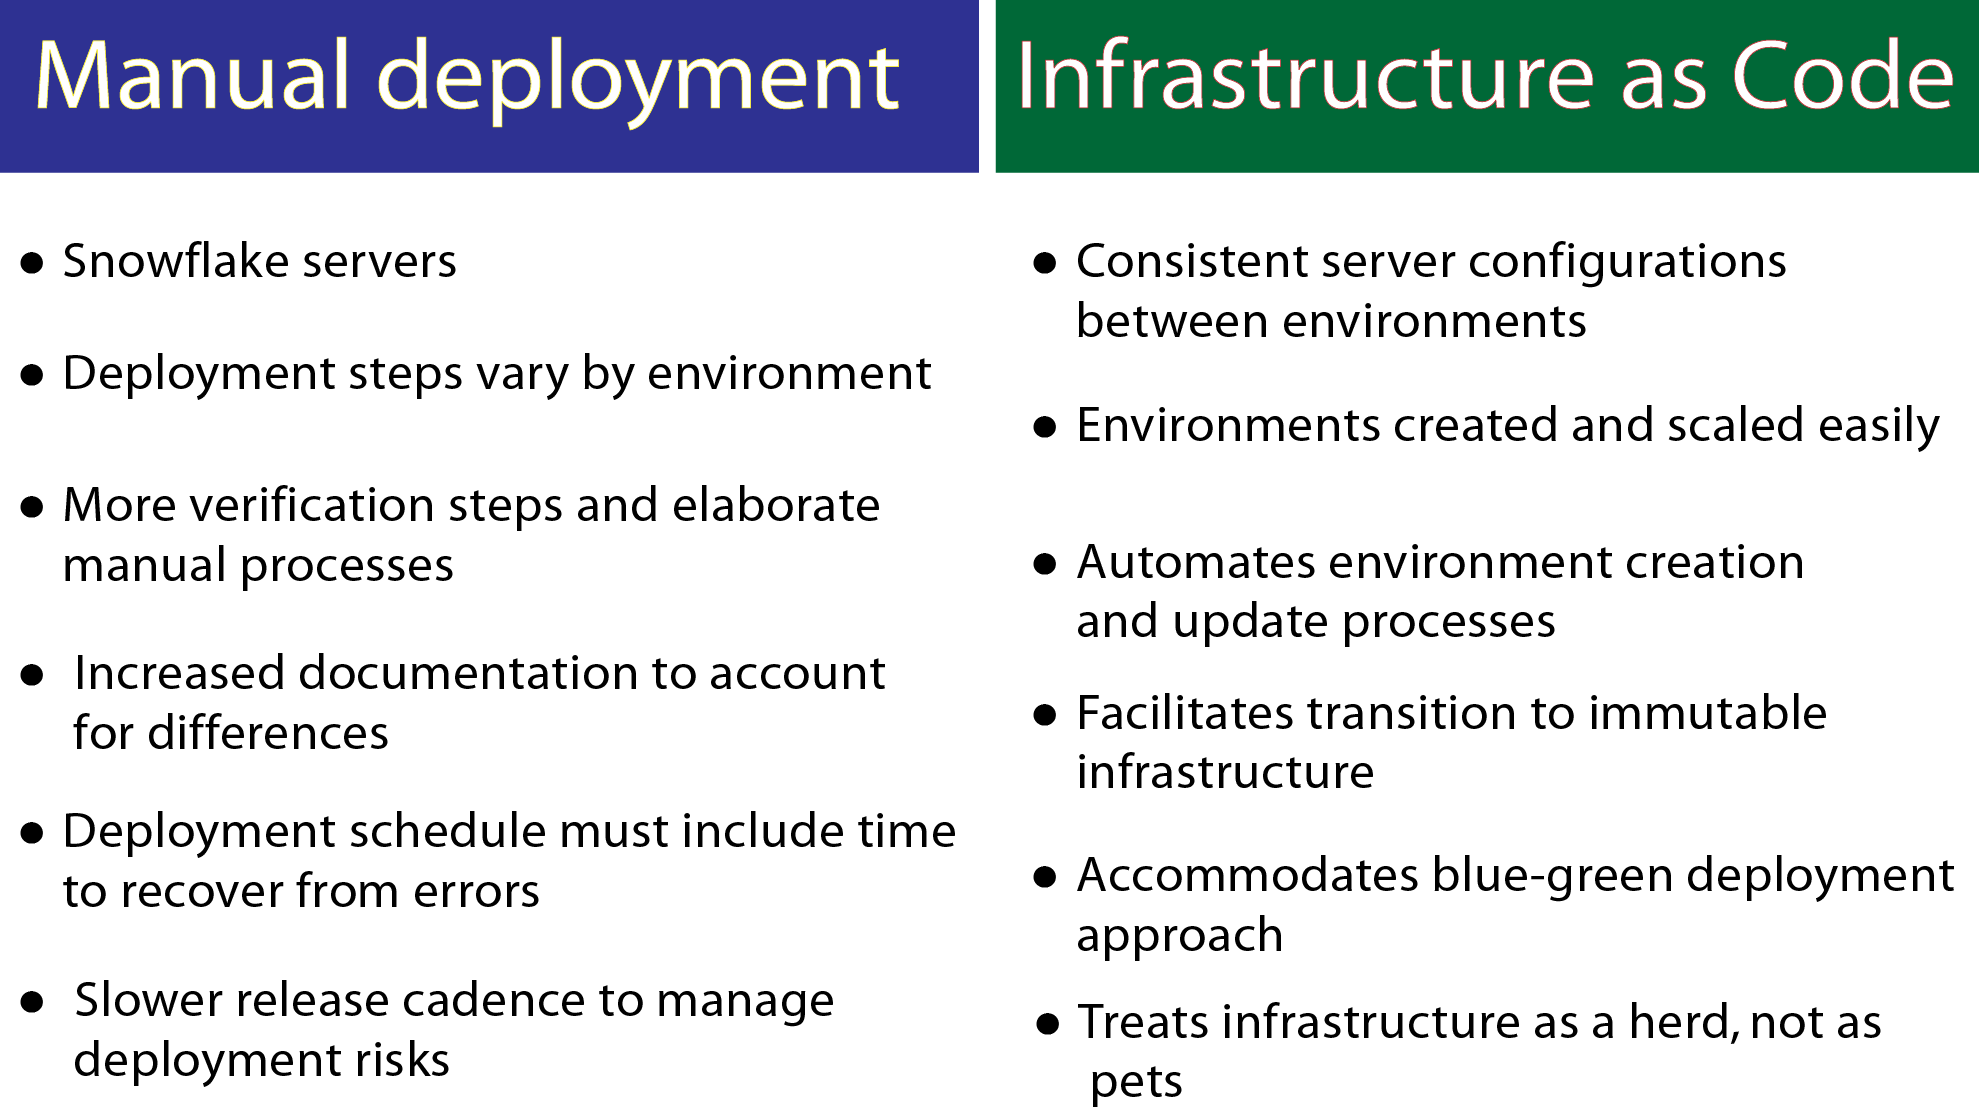 Manual deployment
● Snowflake servers
● Deployment steps vary by environment
● More verification steps and elaborate
manual processes
● Increased documentation to account
for differences
● Deployment schedule must include time
to recover from errors
● Slower release cadence to manage
deployment risks
Infrastructure as Code
● Consistent server configurations
between environments
● Environments created and scaled easily
● Automates environment creation
and update processes
● Facilitates transition to immutable
infrastructure
● Accommodates blue-green deployment
approach
● Treats infrastructure as a herd, not as
pets